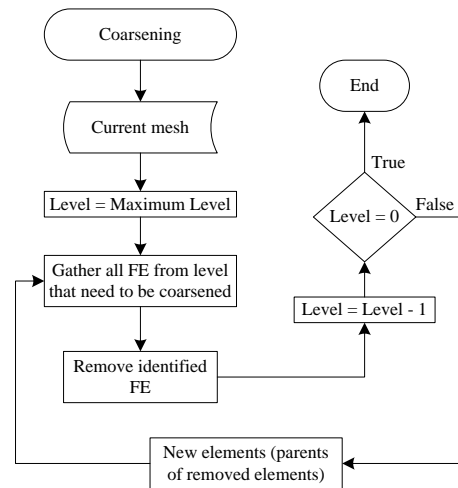 Coarsening
Current mesh
Level = Maximum Level
Gather all FE from level
that need to be coarsened
Remove identified
FE
New elements (parents
of removed elements)
Level = Level - 1
Level = 0
False
True
End